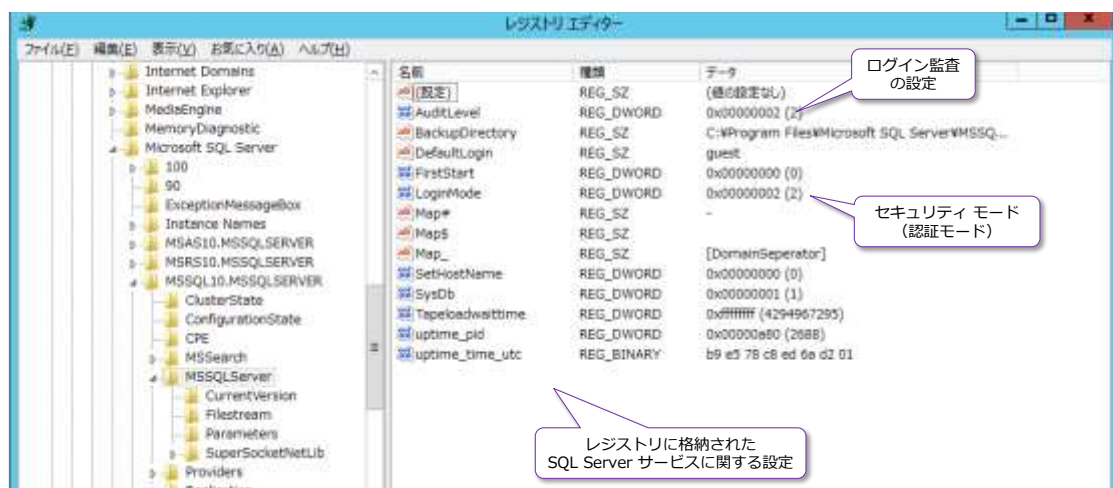 レジストリ エディター
ファイル(F) 編集(E) 表示(V) お気に入り(A) ヘルプ(H)
Internet Domains
Internet Explorer
MediaEngine
MemoryDiagnostic
Microsoft SQL Server
100
90
ExceptionMessageBox
Instance Names
MSAS10.MSSQLSERVER
MSRS10.MSSQLSERVER
MSSQL10.MSSQLSERVER
ClusterState
ConfigurationState
CPE
MSSearch
MSSQLServer
CurrentVersion
Filestream
Parameters
SuperSocketNetLib
Providers
名前 種類 データ
(既定) REG_SZ (値の設定なし)
AuditLevel REG_DWORD 0x00000002 (2)
BackupDirectory REG_SZ C:¥Program Files¥Microsoft SQL Server¥MSSQ...
DefaultLogin REG_SZ guest
FirstStart REG_DWORD 0x00000000 (0)
LoginMode REG_DWORD 0x00000002 (2)
Map# REG_SZ -
Map$ REG_SZ
Map_ REG_SZ [DomainSeperator]
SetHostName REG_DWORD 0x00000000 (0)
SysDb REG_DWORD 0x00000001 (1)
Tapeloadwaittime REG_DWORD 0xffffffff (4294967295)
uptime_pid REG_DWORD 0x00000a80 (2688)
uptime_time_utc REG_BINARY b9 e5 78 c8 ed 6a d2 01
ログイン監査
の設定
セキュリティ モード
（認証モード）
レジストリに格納された
SQL Server サービスに関する設定